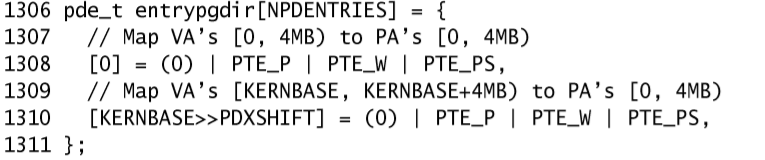 1306 pde_t entrypgdir[NPDENTRIES] = {
1307   // Map VA's [0, 4MB) to PA's [0, 4MB)
1308   [0] = (0) | PTE_P | PTE_W | PTE_PS,
1309   // Map VA's [KERNBASE, KERNBASE+4MB) to PA's [0, 4MB)
1310   [KERNBASE>>PDXSHIFT] = (0) | PTE_P | PTE_W | PTE_PS,
1311 };